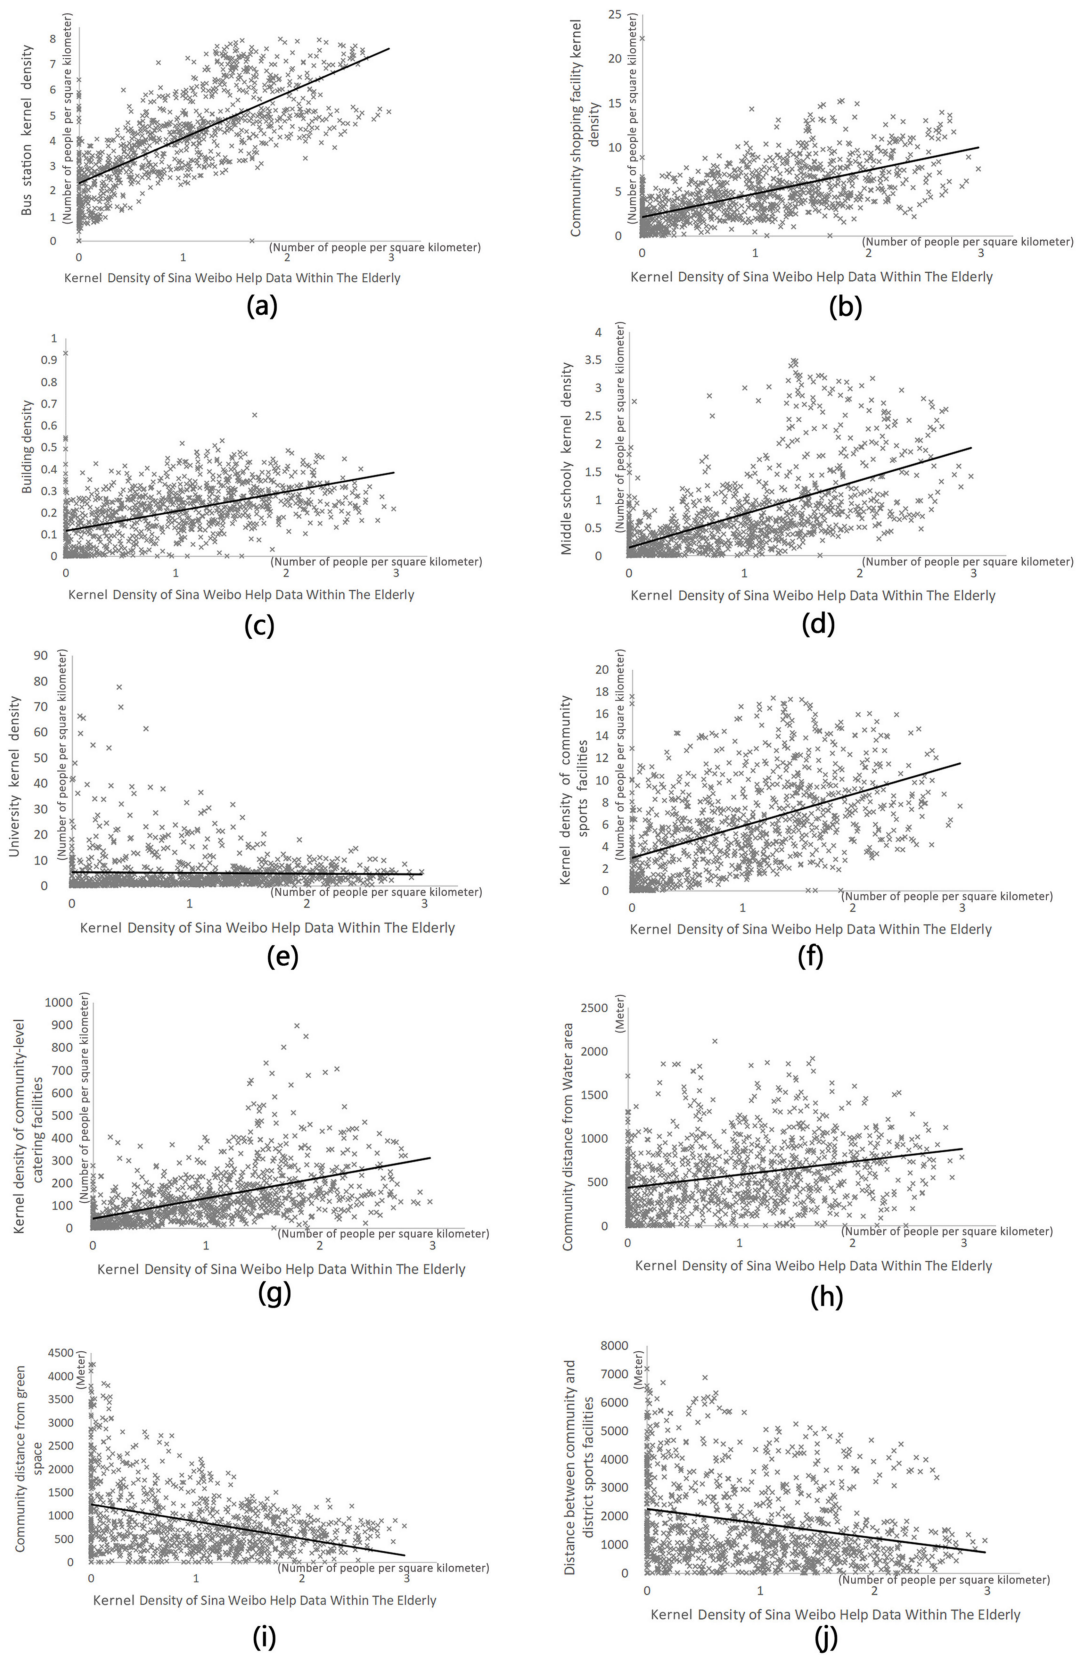 Bus station kernel density
(Number of people per square kilometer)
8
7
6
5
4
3
2
1
0
0
1
2
3
(Number of people per square kilometer)
Kernel Density of Sina Weibo Help Data Within The Elderly
(a)
Community shopping facility kernel
density
(Number of people per square kilometer)
25
20
15
10
5
0
0
1
2
3
(Number of people per square kilometer)
Kernel Density of Sina Weibo Help Data Within The Elderly
(b)
Building density
1
0.9
0.8
0.7
0.6
0.5
0.4
0.3
0.2
0.1
0
0
1
2
3
(Number of people per square kilometer)
Kernel Density of Sina Weibo Help Data Within The Elderly
(c)
Middle schooly kernel density
(Number of people per square kilometer)
4
3.5
3
2.5
2
1.5
1
0.5
0
0
1
2
3
(Number of people per square kilometer)
Kernel Density of Sina Weibo Help Data Within The Elderly
(d)
University kernel density
(Number of people per square kilometer)
90
80
70
60
50
40
30
20
10
0
0
1
2
3
(Number of people per square kilometer)
Kernel Density of Sina Weibo Help Data Within The Elderly
(e)
Kernel density of community
sports facilities
(Number of people per square kilometer)
20
18
16
14
12
10
8
6
4
2
0
0
1
2
3
(Number of people per square kilometer)
Kernel Density of Sina Weibo Help Data Within The Elderly
(f)
Kernel density of community-level
catering facilities
(Number of people per square kilometer)
1000
900
800
700
600
500
400
300
200
100
0
0
1
2
3
(Number of people per square kilometer)
Kernel Density of Sina Weibo Help Data Within The Elderly
(g)
Community distance from Water area
(Meter)
2500
2000
1500
1000
500
0
0
1
2
3
(Number of people per square kilometer)
Kernel Density of Sina Weibo Help Data Within The Elderly
(h)
Community distance from green
space
(Meter)
4500
4000
3500
3000
2500
2000
1500
1000
500
0
0
1
2
3
(Number of people per square kilometer)
Kernel Density of Sina Weibo Help Data Within The Elderly
(i)
Distance between community and
district sports facilities
(Meter)
8000
7000
6000
5000
4000
3000
2000
1000
0
0
1
2
3
(Number of people per square kilometer)
Kernel Density of Sina Weibo Help Data Within The Elderly
(j)